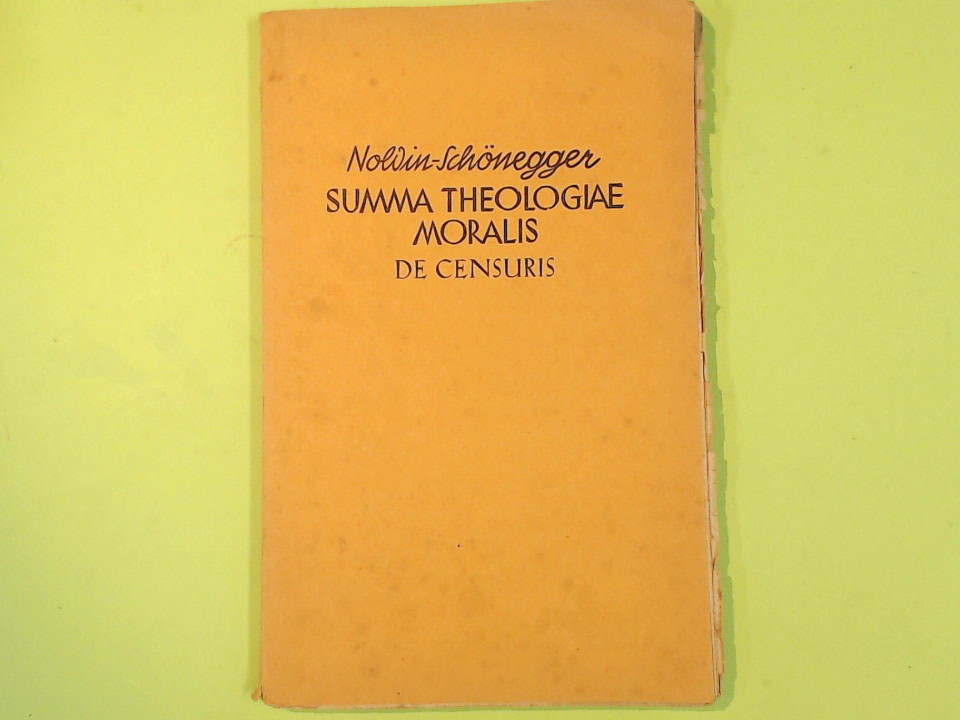 Noldin-Schönegger
SUMMA THEOLOGIAE
MORALIS
DE CENSURIS